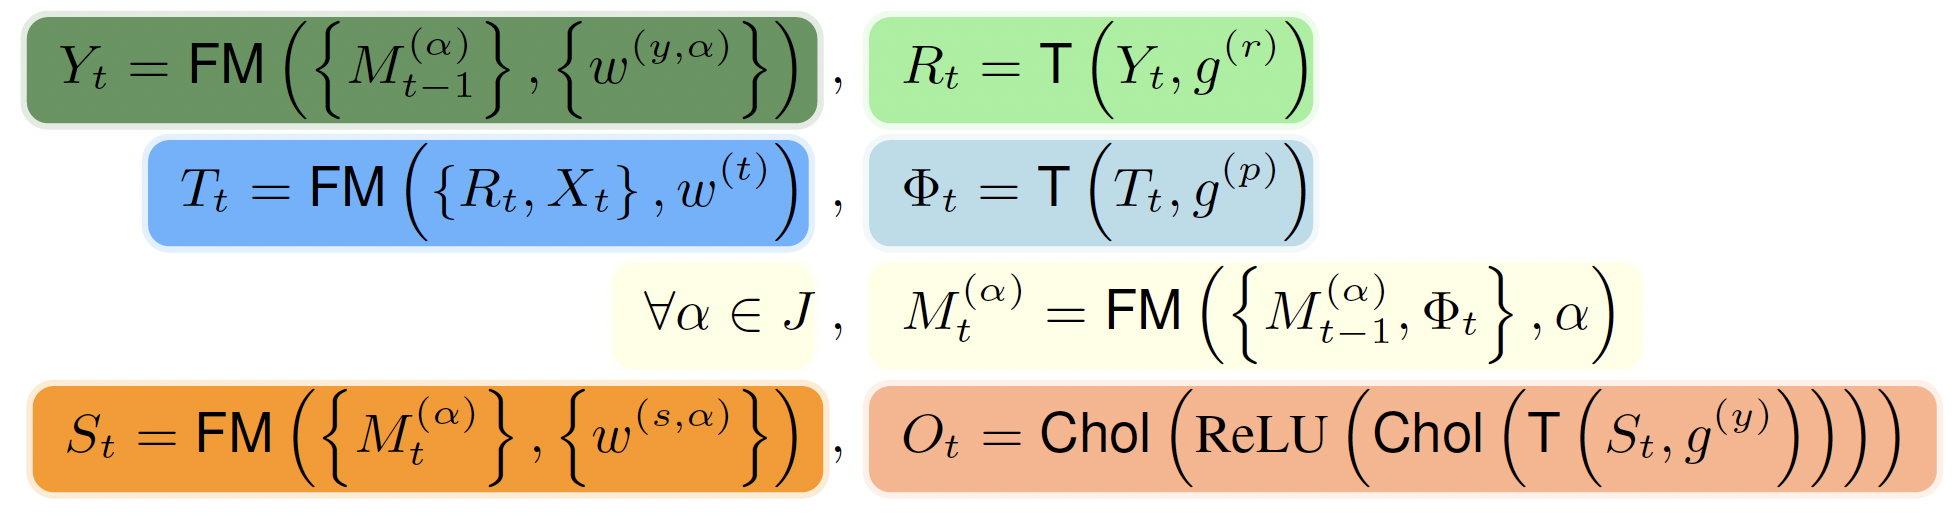 Y_t = FM ( { M_{t-1}^{(α)} } , { w^{(y,α)} } ) , R_t = T ( Y_t, g^{(r)} )
T_t = FM ( {R_t, X_t} , w^{(t)} ) , Φ_t = T ( T_t, g^{(p)} )
∀α ∈ J , M_t^{(α)} = FM ( { M_{t-1}^{(α)}, Φ_t } , α )
S_t = FM ( { M_t^{(α)} } , { w^{(s,α)} } ) , O_t = Chol ( ReLU ( Chol ( T ( S_t, g^{(y)} ) ) ) )